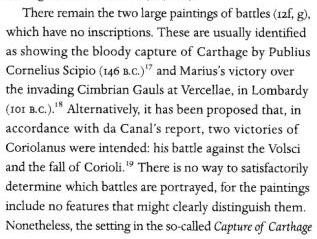 There remain the two large paintings of battles (12f, g),
which have no inscriptions. These are usually identified
as showing the bloody capture of Carthage by Publius
Cornelius Scipio (146 B.C.)17 and Marius's victory over
the invading Cimbrian Gauls at Vercellae, in Lombardy
(101 B.C.).18 Alternatively, it has been proposed that, in
accordance with da Canal's report, two victories of
Coriolanus were intended: his battle against the Volsci
and the fall of Corioli.19 There is no way to satisfactorily
determine which battles are portrayed, for the paintings
include no features that might clearly distinguish them.
Nonetheless, the setting in the so-called Capture of Carthage